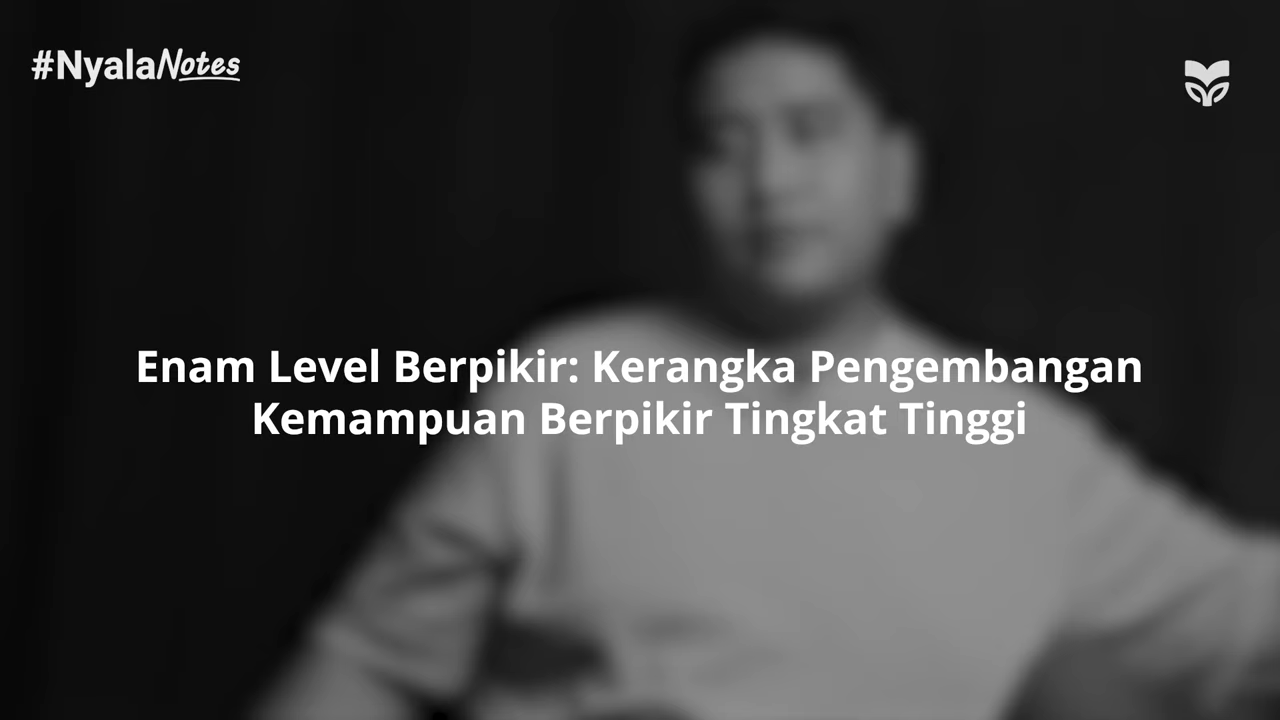 #NyalaNotes
Enam Level Berpikir: Kerangka Pengembangan
Kemampuan Berpikir Tingkat Tinggi